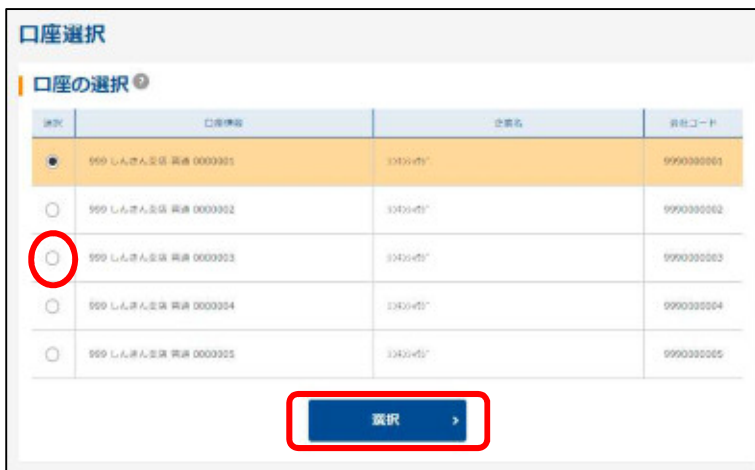 口座選択
口座の選択 ?
選択 口座情報 企業名 会社コード
999 しんきん支店 普通 0000001 9990000001
999 しんきん支店 普通 0000002 9990000002
999 しんきん支店 普通 0000003 9990000003
999 しんきん支店 普通 0000004 9990000004
999 しんきん支店 普通 0000005 9990000005
選択 >